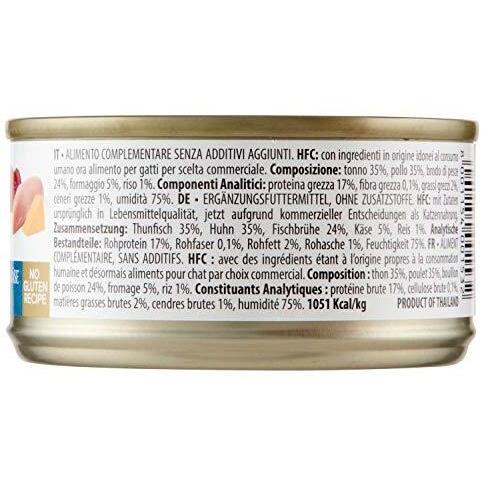 IT • ALIMENTO COMPLEMENTARE SENZA ADDITIVI AGGIUNTI. HFC: con ingredienti in origine idonei al consumo
umano ora alimento per gatti per scelta commerciale. Composizione: tonno 35%, pollo 35%, brodo di pesce
24%, formaggio 5%, riso 1%. Componenti Analitici: proteina grezza 17%, fibra grezza 0,1%, grassi grezzi 2%,
ceneri grezze 1%, umidità 75%. DE • ERGÄNZUNGSFUTTERMITTEL, OHNE ZUSATZSTOFFE. HFC: mit Zutaten
ursprünglich in Lebensmittelqualität, jetzt aufgrund kommerzieller Entscheidungen als Katzennahrung.
Zusammensetzung: Thunfisch 35%, Huhn 35%, Fischbrühe 24%, Käse 5%, Reis 1%. Analytische
Bestandteile: Rohprotein 17%, Rohfaser 0,1%, Rohfett 2%, Rohasche 1%, Feuchtigkeit 75%. FR • ALIMENT
COMPLÉMENTAIRE, SANS ADDITIFS. HFC : avec des ingrédients étant à l'origine propres à la consommation
humaine et désormais aliments pour chat par choix commercial. Composition : thon 35%, poulet 35%, bouillon
de poisson 24%, fromage 5%, riz 1%. Constituants Analytiques : protéine brute 17%, cellulose brute 0,1%,
matières grasses brutes 2%, cendres brutes 1%, humidité 75%. 1051 Kcal/kg
PRODUCT OF THAILAND
NO
GLUTEN
RECIPE